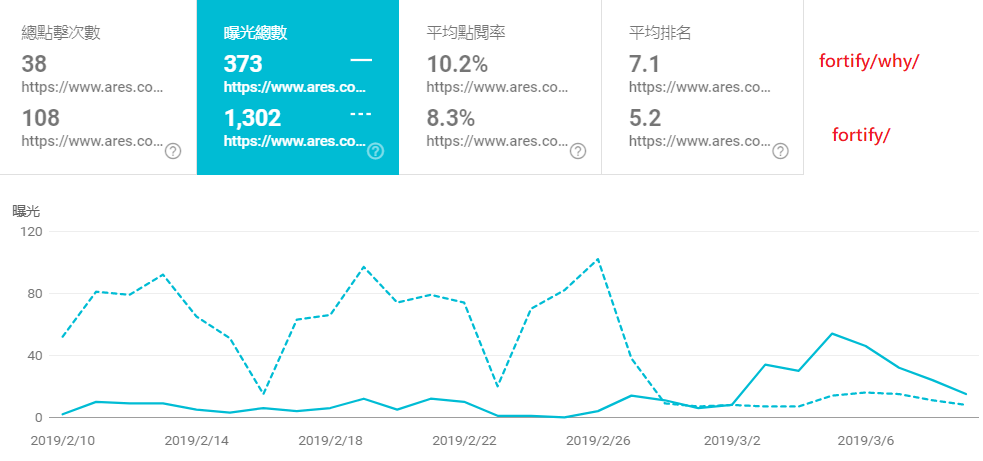 總點擊次數
38
https://www.ares.co...
108
https://www.ares.co...
曝光總數
373
https://www.ares.co...
1,302
https://www.ares.co...
平均點閱率
10.2%
https://www.ares.co...
8.3%
https://www.ares.co...
平均排名
7.1
https://www.ares.co...
5.2
https://www.ares.co...
fortify/why/
fortify/
曝光
120
80
40
0
2019/2/10
2019/2/14
2019/2/18
2019/2/22
2019/2/26
2019/3/2
2019/3/6